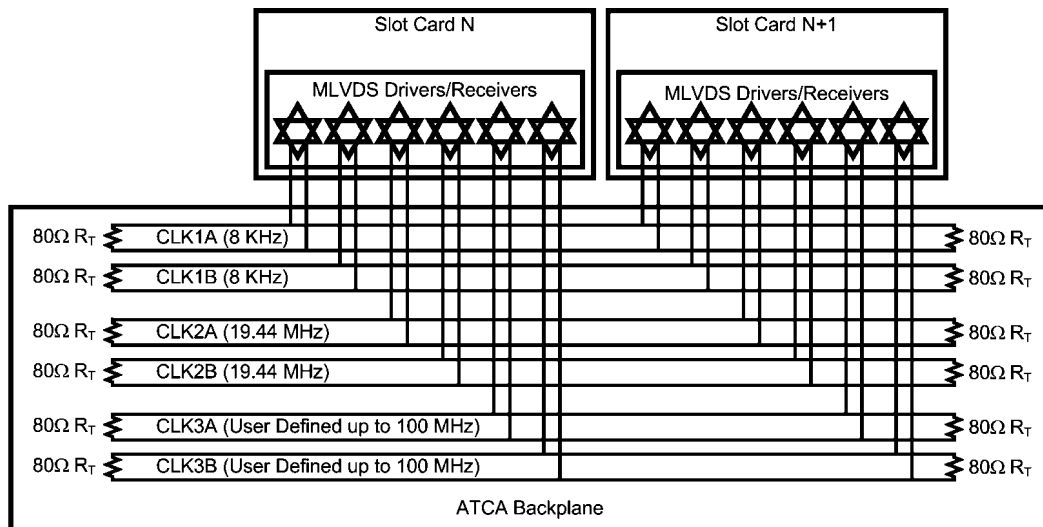 Slot Card N
Slot Card N+1
MLVDS Drivers/Receivers
MLVDS Drivers/Receivers
80Ω R_T CLK1A (8 KHz) 80Ω R_T
80Ω R_T CLK1B (8 KHz) 80Ω R_T
80Ω R_T CLK2A (19.44 MHz) 80Ω R_T
80Ω R_T CLK2B (19.44 MHz) 80Ω R_T
80Ω R_T CLK3A (User Defined up to 100 MHz) 80Ω R_T
80Ω R_T CLK3B (User Defined up to 100 MHz) 80Ω R_T
ATCA Backplane